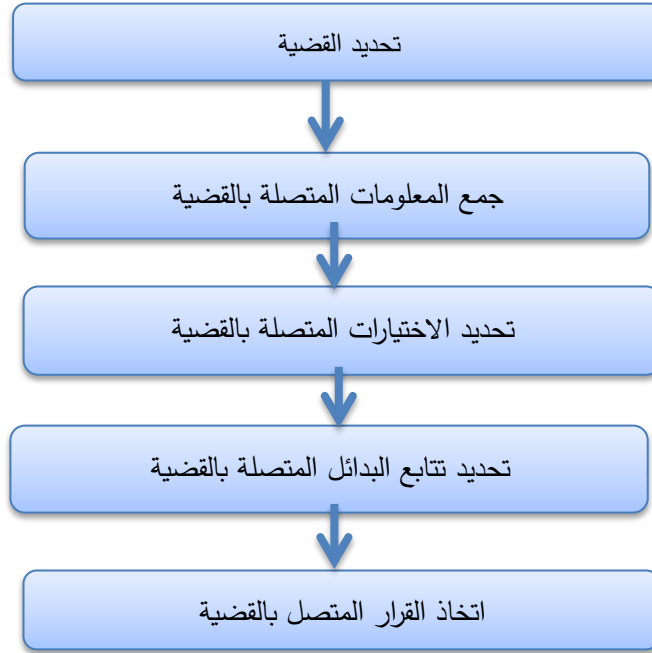 تحديد القضية
جمع المعلومات المتصلة بالقضية
تحديد الاختيارات المتصلة بالقضية
تحديد تتابع البدائل المتصلة بالقضية
اتخاذ القرار المتصل بالقضية